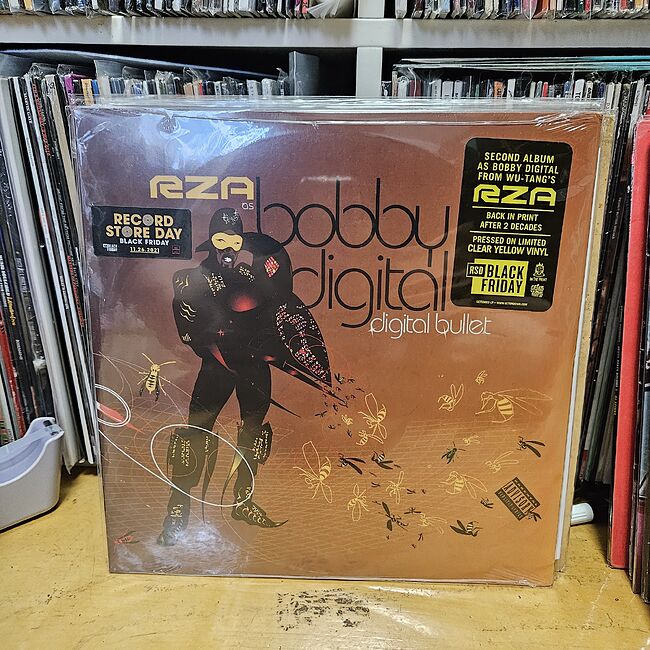 RZA
as
bobby
digital
digital bullet
RECORD
STORE DAY
BLACK FRIDAY
11.26.2021
SECOND ALBUM
AS BOBBY DIGITAL
FROM WU-TANG'S
RZA
BACK IN PRINT
AFTER 2 DECADES
PRESSED ON LIMITED
CLEAR YELLOW VINYL
RSD BLACK
FRIDAY
PARENTAL